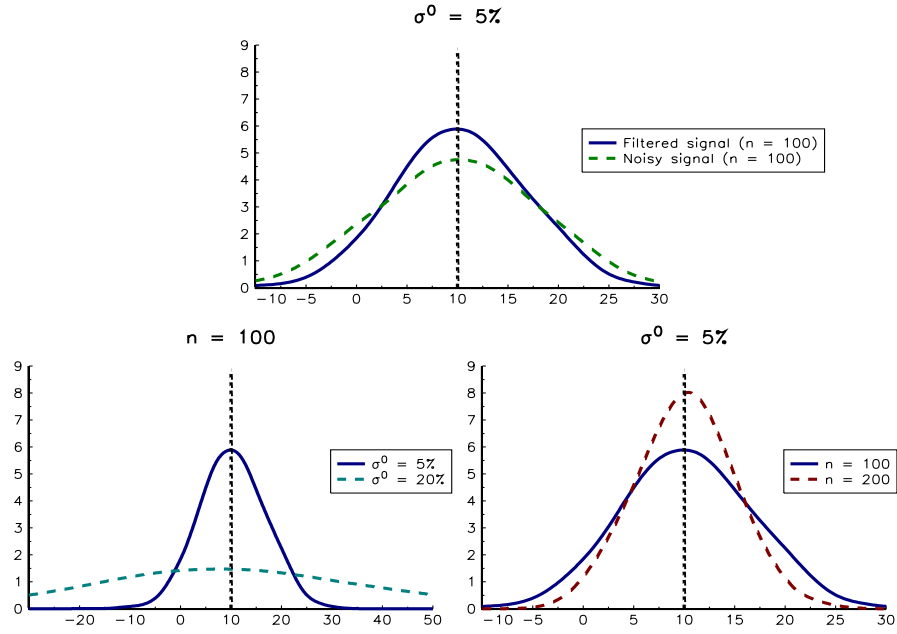 σ⁰ = 5%
9
8
7
6
5
4
3
2
1
0
-10 -5 0 5 10 15 20 25 30
Filtered signal (n = 100)
Noisy signal (n = 100)
n = 100
9
8
7
6
5
4
3
2
1
0
-20 -10 0 10 20 30 40 50
σ⁰ = 5%
σ⁰ = 20%
σ⁰ = 5%
9
8
7
6
5
4
3
2
1
0
-10 -5 0 5 10 15 20 25 30
n = 100
n = 200